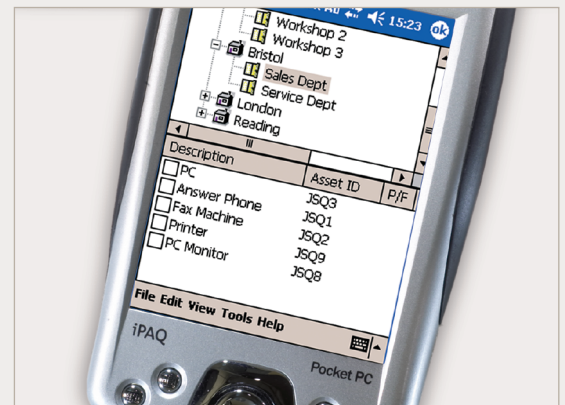 15:23 ok
Workshop 2
Workshop 3
Bristol
Sales Dept
Service Dept
London
Reading
Description Asset ID P/F
PC JSQ3
Answer Phone JSQ1
Fax Machine JSQ2
Printer JSQ9
PC Monitor JSQ8
File Edit View Tools Help
iPAQ
Pocket PC